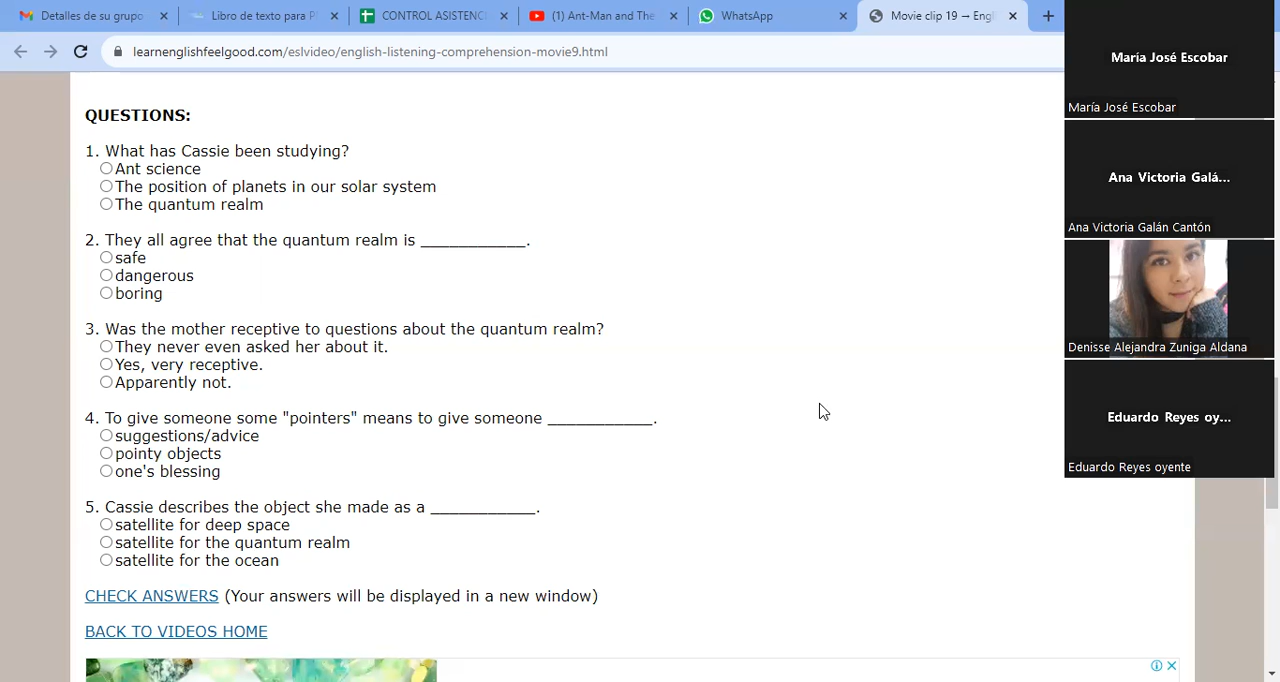 Detalles de su grupo
Libro de texto para Pl
CONTROL ASISTENC
(1) Ant-Man and The
WhatsApp
Movie clip 19 → Engl
learnenglishfeelgood.com/eslvideo/english-listening-comprehension-movie9.html
QUESTIONS:
1. What has Cassie been studying?
Ant science
The position of planets in our solar system
The quantum realm
2. They all agree that the quantum realm is ___________.
safe
dangerous
boring
3. Was the mother receptive to questions about the quantum realm?
They never even asked her about it.
Yes, very receptive.
Apparently not.
4. To give someone some "pointers" means to give someone ___________.
suggestions/advice
pointy objects
one's blessing
5. Cassie describes the object she made as a ___________.
satellite for deep space
satellite for the quantum realm
satellite for the ocean
CHECK ANSWERS (Your answers will be displayed in a new window)
BACK TO VIDEOS HOME
María José Escobar
María José Escobar
Ana Victoria Galá...
Ana Victoria Galán Cantón
Denisse Alejandra Zuniga Aldana
Eduardo Reyes oy...
Eduardo Reyes oyente